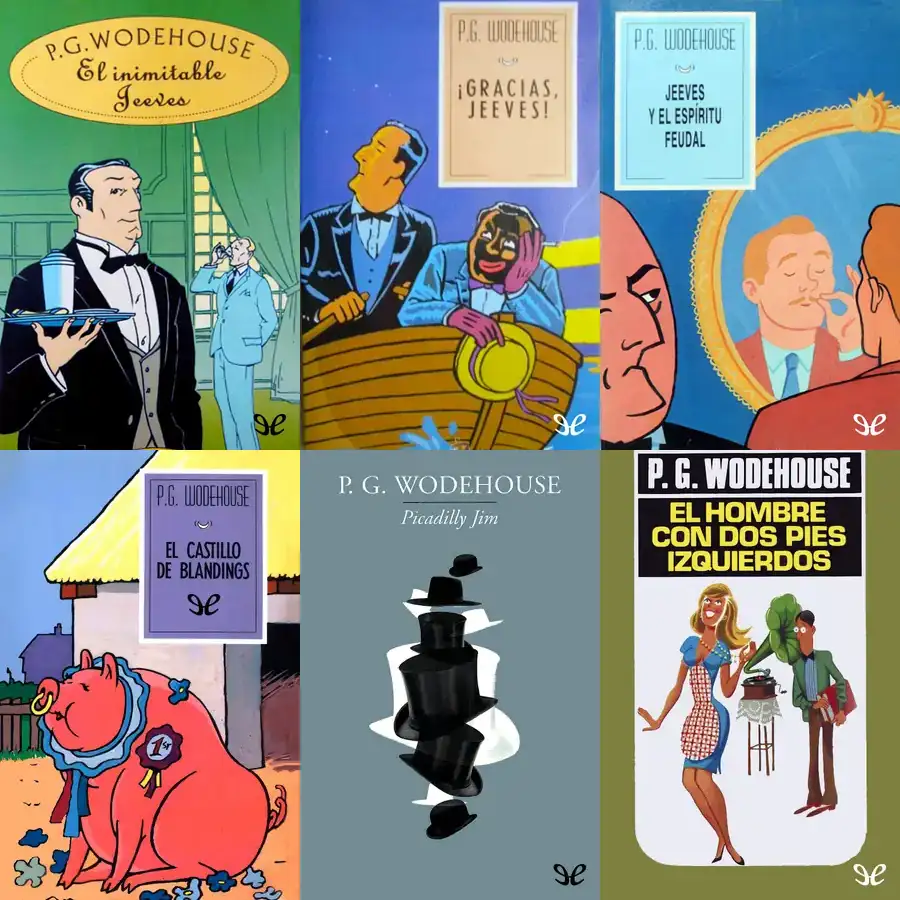 P.G. WODEHOUSE
El inimitable
Jeeves
P.G. WODEHOUSE
¡GRACIAS,
JEEVES!
P.G. WODEHOUSE
JEEVES
Y EL ESPÍRITU
FEUDAL
P.G. WODEHOUSE
EL CASTILLO
DE BLANDINGS
1st
P. G. WODEHOUSE
Picadilly Jim
P. G. WODEHOUSE
EL HOMBRE
CON DOS PIES
IZQUIERDOS